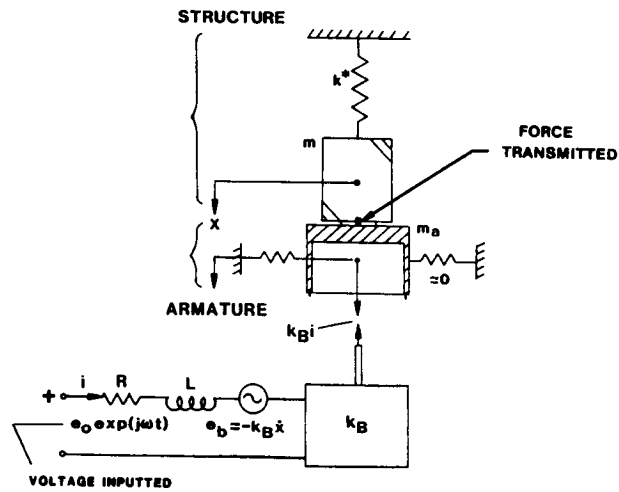 STRUCTURE
k*
m
FORCE
TRANSMITTED
x
mₐ
≃0
ARMATURE
k_B i
+ i R L
e₀ exp(jωt)
e_b = -k_B ẋ
k_B
VOLTAGE INPUTTED